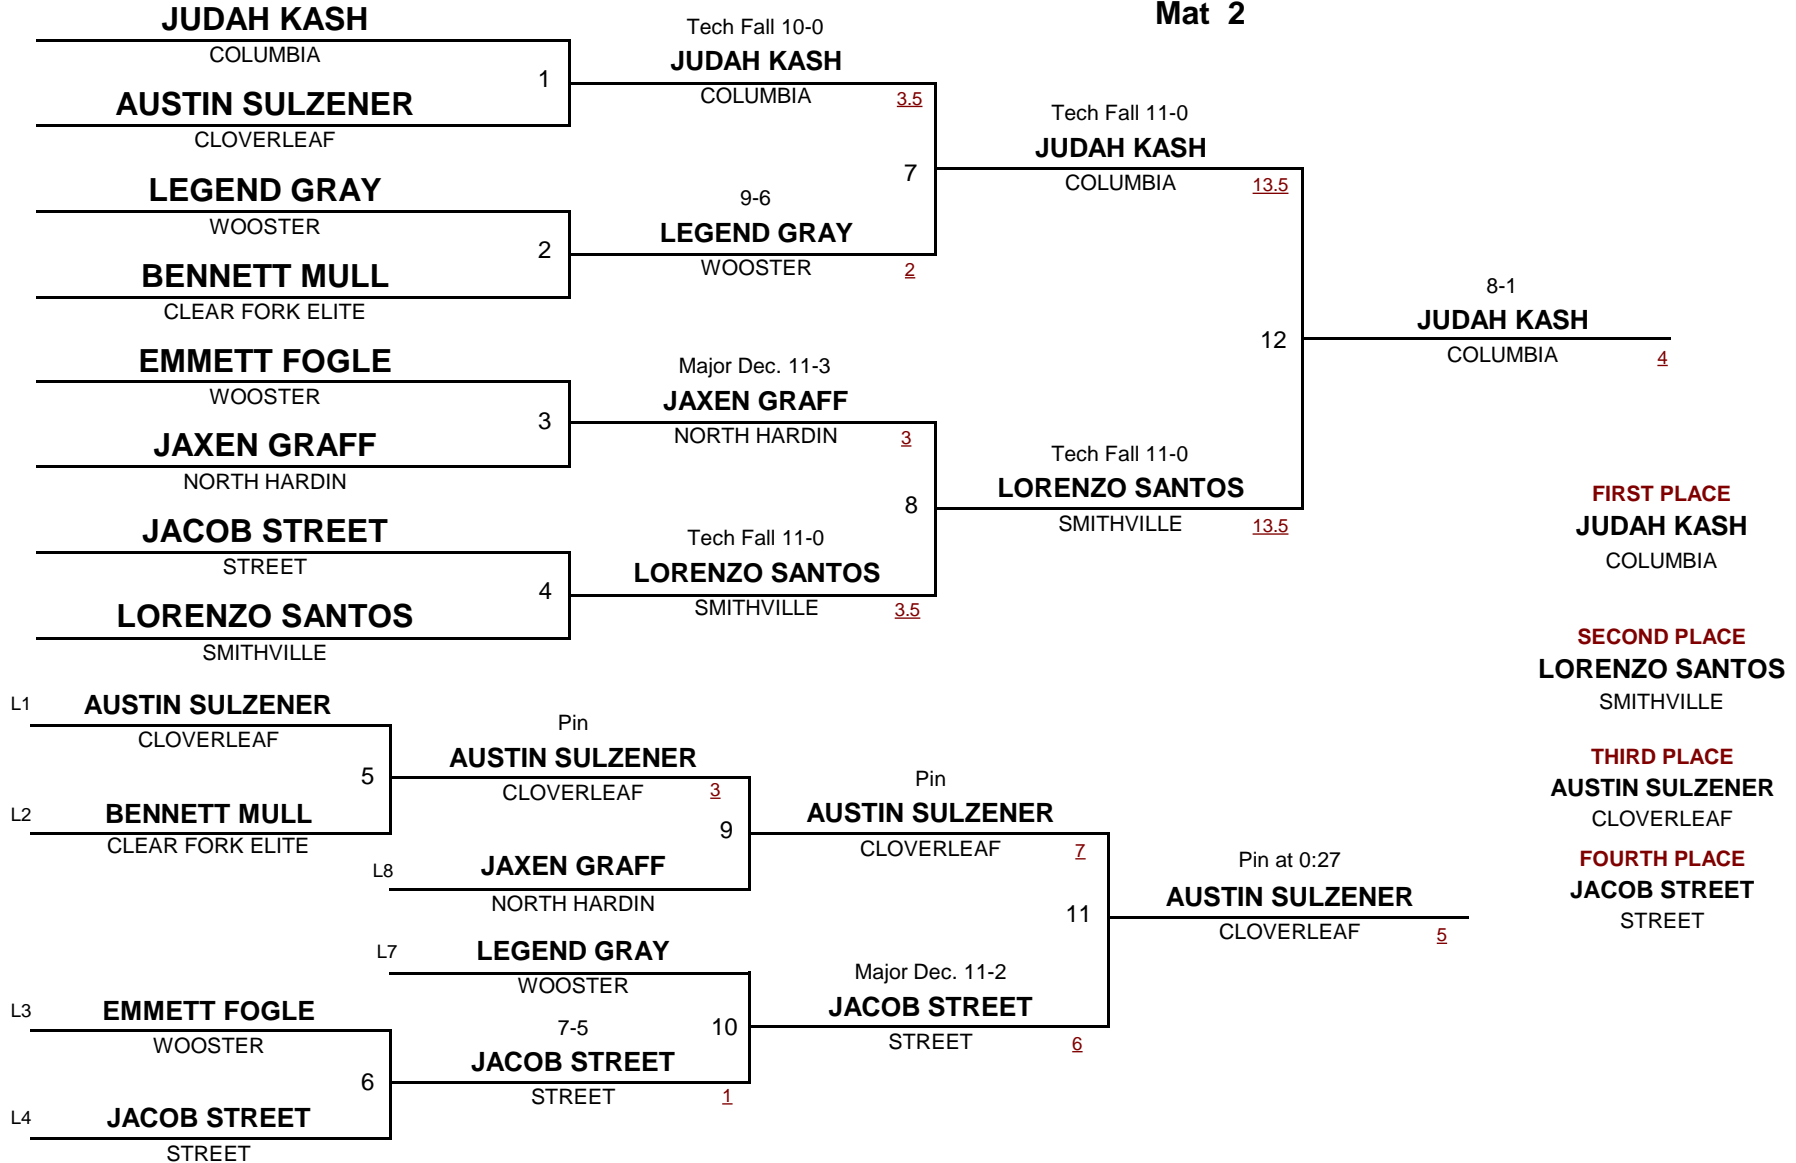 Mat 2
JUDAH KASH
COLUMBIA
1
AUSTIN SULZENER
CLOVERLEAF
LEGEND GRAY
WOOSTER
2
BENNETT MULL
CLEAR FORK ELITE
EMMETT FOGLE
WOOSTER
3
JAXEN GRAFF
NORTH HARDIN
JACOB STREET
STREET
4
LORENZO SANTOS
SMITHVILLE
Tech Fall 10-0
JUDAH KASH
COLUMBIA 3.5
7
9-6
LEGEND GRAY
WOOSTER 2
Major Dec. 11-3
JAXEN GRAFF
NORTH HARDIN 3
8
Tech Fall 11-0
LORENZO SANTOS
SMITHVILLE 3.5
Tech Fall 11-0
JUDAH KASH
COLUMBIA 13.5
12
Tech Fall 11-0
LORENZO SANTOS
SMITHVILLE 13.5
8-1
JUDAH KASH
COLUMBIA 4
FIRST PLACE
JUDAH KASH
COLUMBIA
SECOND PLACE
LORENZO SANTOS
SMITHVILLE
THIRD PLACE
AUSTIN SULZENER
CLOVERLEAF
FOURTH PLACE
JACOB STREET
STREET
L1 AUSTIN SULZENER
CLOVERLEAF
5
L2 BENNETT MULL
CLEAR FORK ELITE
L3 EMMETT FOGLE
WOOSTER
6
L4 JACOB STREET
STREET
Pin
AUSTIN SULZENER
CLOVERLEAF 3
9
L8 JAXEN GRAFF
NORTH HARDIN
L7 LEGEND GRAY
WOOSTER
7-5 10
JACOB STREET
STREET 1
Pin
AUSTIN SULZENER
CLOVERLEAF 7
11
Major Dec. 11-2
JACOB STREET
STREET 6
Pin at 0:27
AUSTIN SULZENER
CLOVERLEAF 5